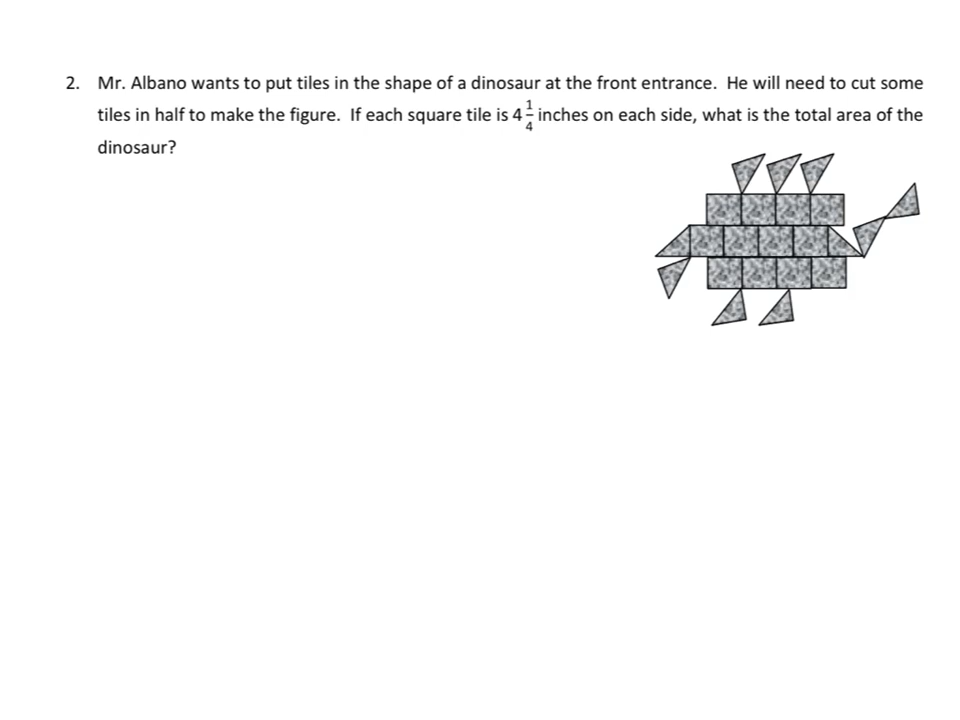 2. Mr. Albano wants to put tiles in the shape of a dinosaur at the front entrance. He will need to cut some
tiles in half to make the figure. If each square tile is 4 1/4 inches on each side, what is the total area of the
dinosaur?